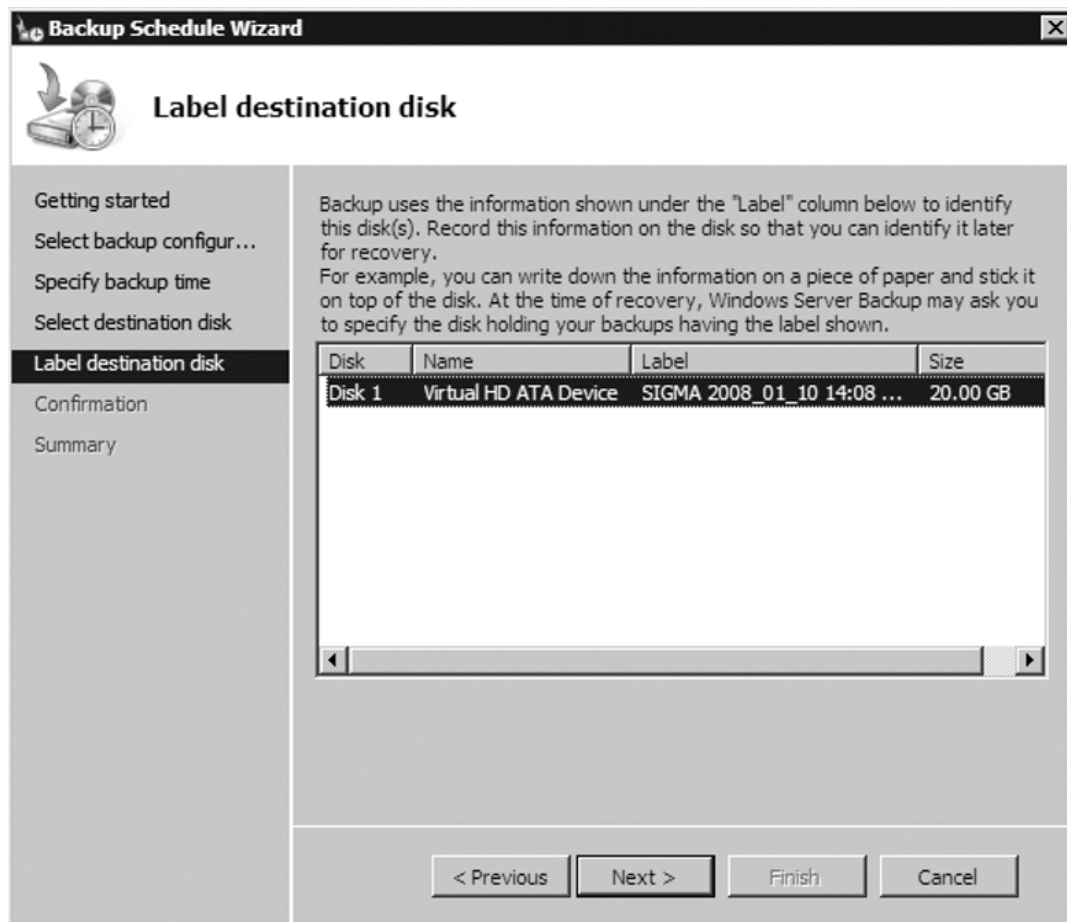 Backup Schedule Wizard
Label destination disk
Getting started
Select backup configur...
Specify backup time
Select destination disk
Label destination disk
Confirmation
Summary
Backup uses the information shown under the "Label" column below to identify
this disk(s). Record this information on the disk so that you can identify it later
for recovery.
For example, you can write down the information on a piece of paper and stick it
on top of the disk. At the time of recovery, Windows Server Backup may ask you
to specify the disk holding your backups having the label shown.
Disk Name Label Size
Disk 1 Virtual HD ATA Device SIGMA 2008_01_10 14:08 ... 20.00 GB
< Previous Next > Finish Cancel